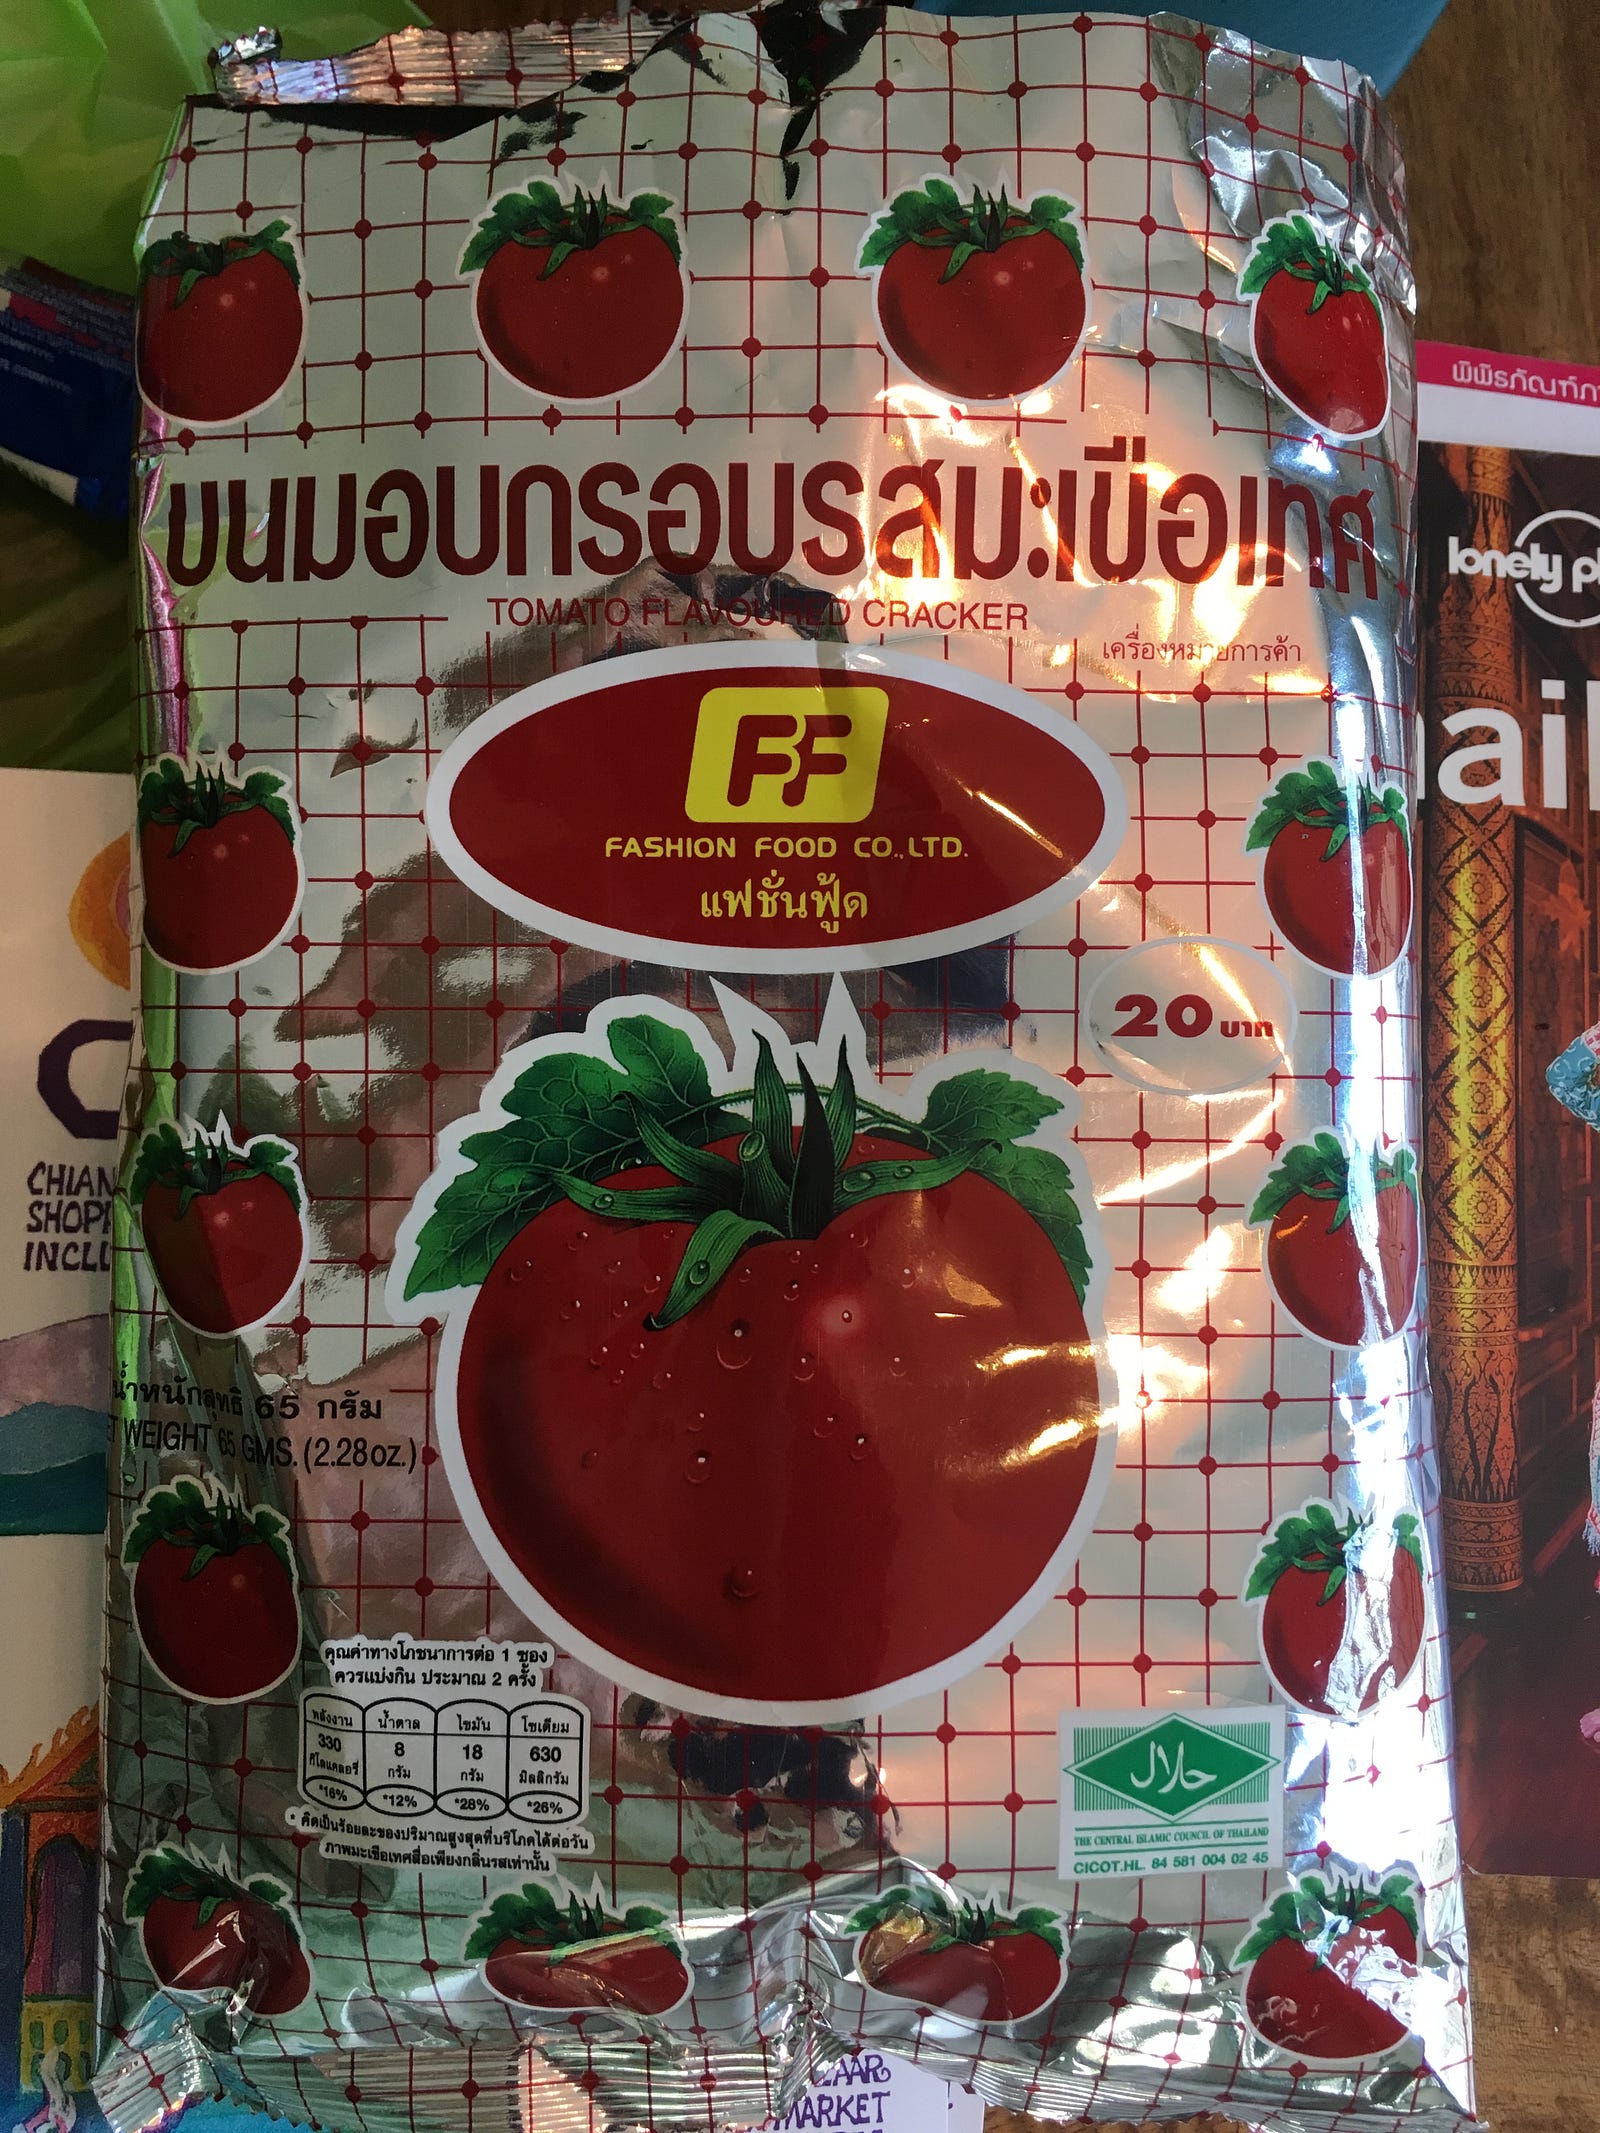 ขนมอบกรอบรสมะเขือเทศ
TOMATO FLAVOURED CRACKER
เครื่องหมายการค้า
FF
FASHION FOOD CO.,LTD.
แฟชั่นฟู้ด
20 บาท
น้ำหนักสุทธิ 65 กรัม
WEIGHT 65 GMS. (2.28 oz.)
คุณค่าทางโภชนาการต่อ 1 ซอง
ควรแบ่งกิน ประมาณ 2 ครั้ง
พลังงาน น้ำตาล ไขมัน โซเดียม
330 8 18 630
กิโลแคลอรี่ กรัม กรัม มิลลิกรัม
*16% *12% *28% *26%
* คิดเป็นร้อยละของปริมาณสูงสุดที่บริโภคได้ต่อวัน
ภาพมะเขือเทศสื่อเพียงกลิ่นรสเท่านั้น
حلال
THE CENTRAL ISLAMIC COUNCIL OF THAILAND
CICOT.HL. 84 581 004 02 45
lonely pl
hail
CHIAN
SHOP
INCLU
MARKET